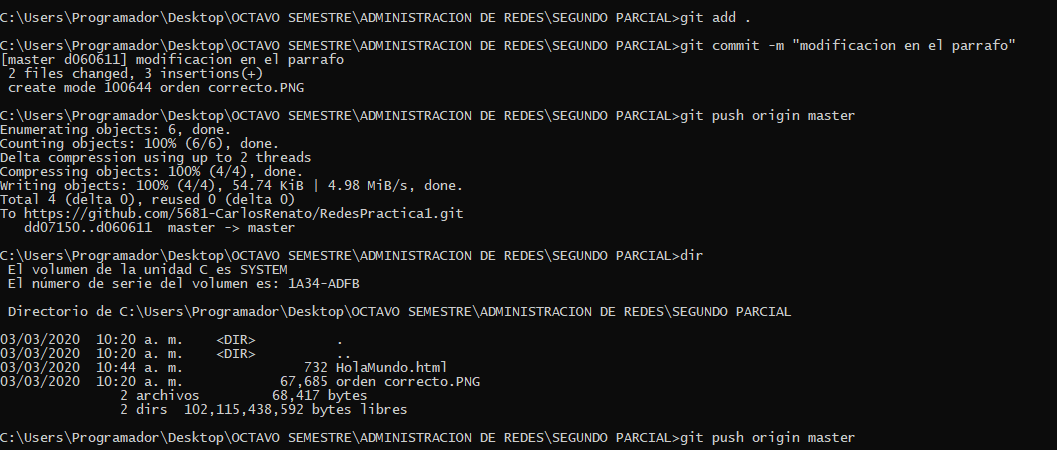 C:\Users\Programador\Desktop\OCTAVO SEMESTRE\ADMINISTRACION DE REDES\SEGUNDO PARCIAL>git add .
C:\Users\Programador\Desktop\OCTAVO SEMESTRE\ADMINISTRACION DE REDES\SEGUNDO PARCIAL>git commit -m "modificacion en el parrafo"
[master d060611] modificacion en el parrafo
 2 files changed, 3 insertions(+)
 create mode 100644 orden correcto.PNG
C:\Users\Programador\Desktop\OCTAVO SEMESTRE\ADMINISTRACION DE REDES\SEGUNDO PARCIAL>git push origin master
Enumerating objects: 6, done.
Counting objects: 100% (6/6), done.
Delta compression using up to 2 threads
Compressing objects: 100% (4/4), done.
Writing objects: 100% (4/4), 54.74 KiB | 4.98 MiB/s, done.
Total 4 (delta 0), reused 0 (delta 0)
To https://github.com/5681-CarlosRenato/RedesPractica1.git
   dd07150..d060611  master -> master
C:\Users\Programador\Desktop\OCTAVO SEMESTRE\ADMINISTRACION DE REDES\SEGUNDO PARCIAL>dir
 El volumen de la unidad C es SYSTEM
 El número de serie del volumen es: 1A34-ADFB
 Directorio de C:\Users\Programador\Desktop\OCTAVO SEMESTRE\ADMINISTRACION DE REDES\SEGUNDO PARCIAL
03/03/2020  10:20 a. m.    <DIR>          .
03/03/2020  10:20 a. m.    <DIR>          ..
03/03/2020  10:44 a. m.               732 HolaMundo.html
03/03/2020  10:20 a. m.            67,685 orden correcto.PNG
               2 archivos         68,417 bytes
               2 dirs  102,115,438,592 bytes libres
C:\Users\Programador\Desktop\OCTAVO SEMESTRE\ADMINISTRACION DE REDES\SEGUNDO PARCIAL>git push origin master